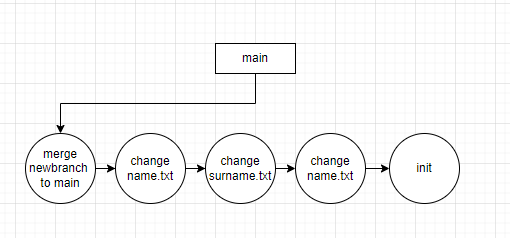 main
merge
newbranch
to main
change
name.txt
change
surname.txt
change
name.txt
init